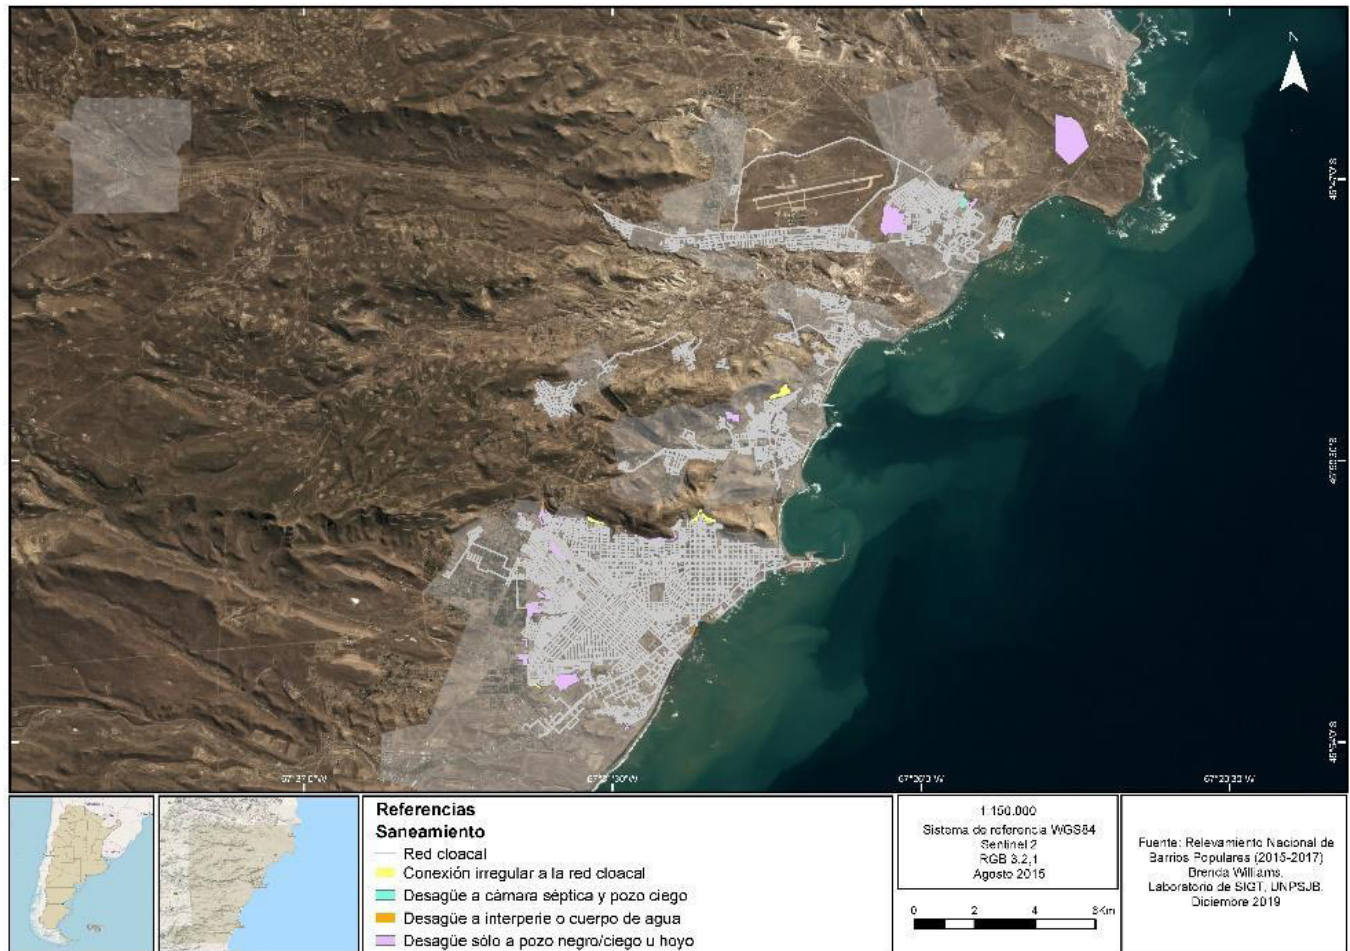 N
Referencias
Saneamiento
Red cloacal
Conexión irregular a la red cloacal
Desagüe a cámara séptica y pozo ciego
Desagüe a interperie o cuerpo de agua
Desagüe sólo a pozo negro/ciego u hoyo
1:150.000
Sistema de referencia WGS84
Sentinel 2
RGB 3,2,1
Agosto 2015
0 2 4 8Km
Fuente: Relevamiento Nacional de
Barrios Populares (2015-2017)
Brenda Williams.
Laboratorio de SIGT, UNPSJB.
Diciembre 2019